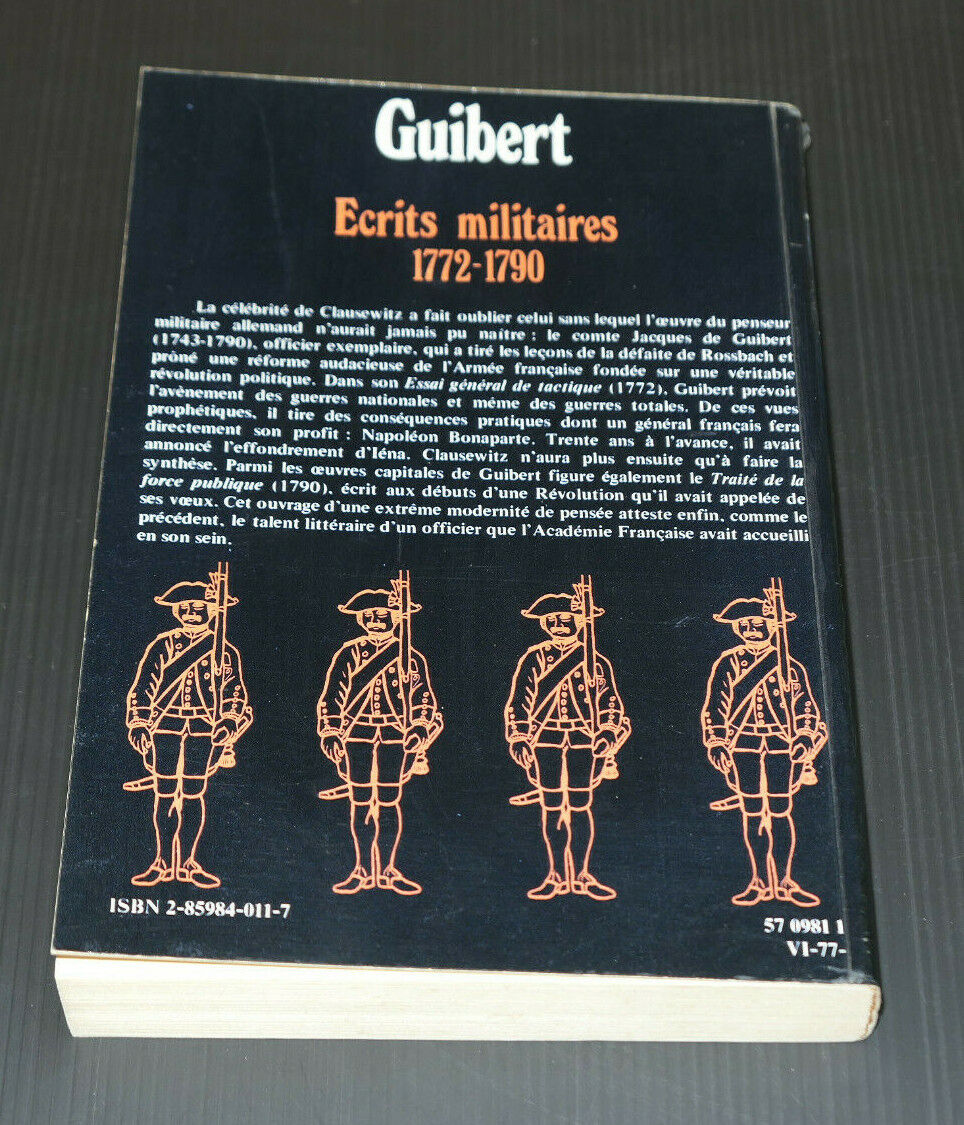 Guibert
Ecrits militaires
1772-1790
La célébrité de Clausewitz a fait oublier celui sans lequel l'œuvre du penseur
militaire allemand n'aurait jamais pu naître : le comte Jacques de Guibert
(1743-1790), officier exemplaire, qui a tiré les leçons de la défaite de Rossbach et
prôné une réforme audacieuse de l'Armée française fondée sur une véritable
révolution politique. Dans son Essai général de tactique (1772), Guibert prévoit
l'avènement des guerres nationales et même des guerres totales. De ces vues
prophétiques, il tire des conséquences pratiques dont un général français fera
directement son profit : Napoléon Bonaparte. Trente ans à l'avance, il avait
annoncé l'effondrement d'Iéna. Clausewitz n'aura plus ensuite qu'à faire la
synthèse. Parmi les œuvres capitales de Guibert figure également le Traité de la
force publique (1790), écrit aux débuts d'une Révolution qu'il avait appelée de
ses vœux. Cet ouvrage d'une extrême modernité de pensée atteste enfin, comme le
précédent, le talent littéraire d'un officier que l'Académie Française avait accueilli
en son sein.
ISBN 2-85984-011-7
57 0981 1
VI-77-